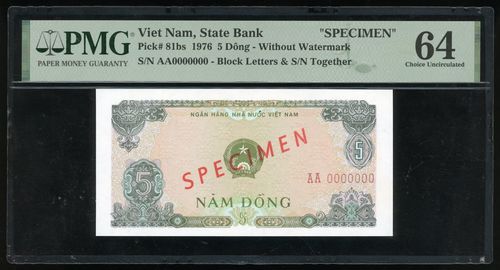 PMG
PAPER MONEY GUARANTY
Viet Nam, State Bank "SPECIMEN"
Pick# 81bs 1976 5 Dông - Without Watermark
S/N AA0000000 - Block Letters & S/N Together
64
Choice Uncirculated
NGÂN HÀNG NHÀ NƯỚC VIỆT NAM
5
SPECIMEN
AA 0000000
5
NĂM ĐỒNG
5